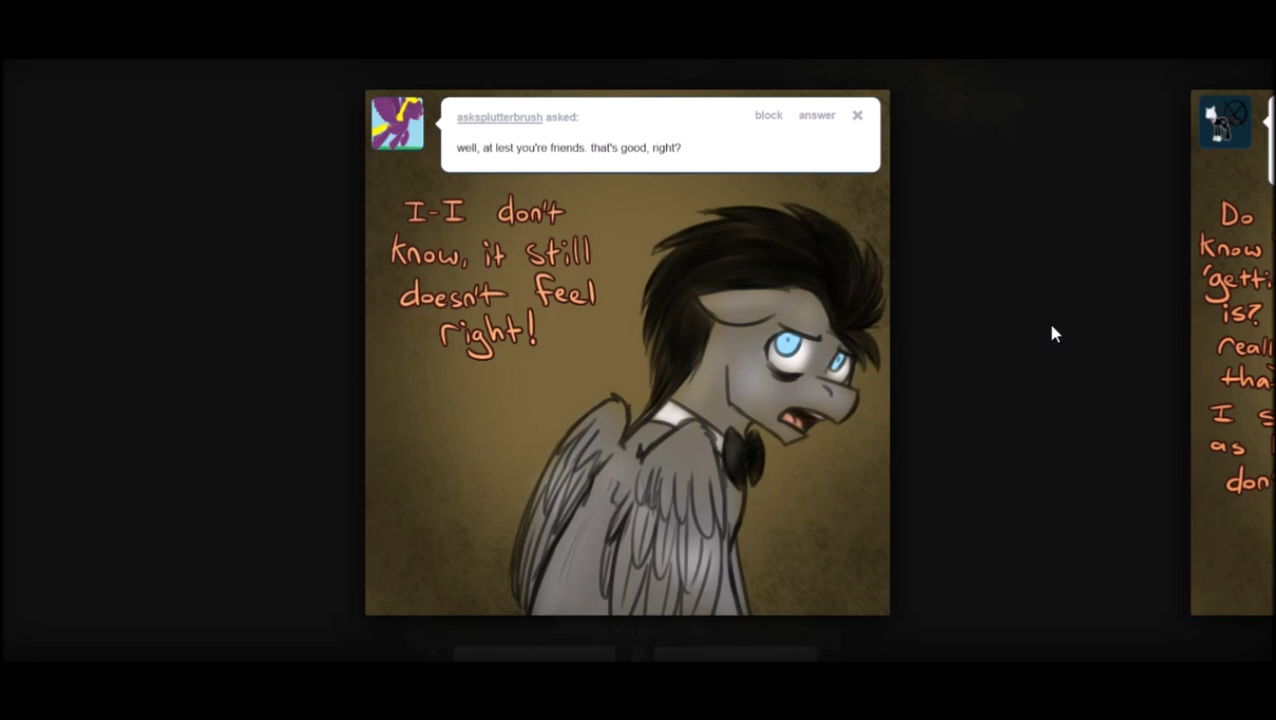 asksplutterbrush asked:
block answer
well, at lest you're friends. that's good, right?
I-I don't
know, it still
doesn't feel
right!
Do
know
'getti
is?
reall
tha
I s
as
don